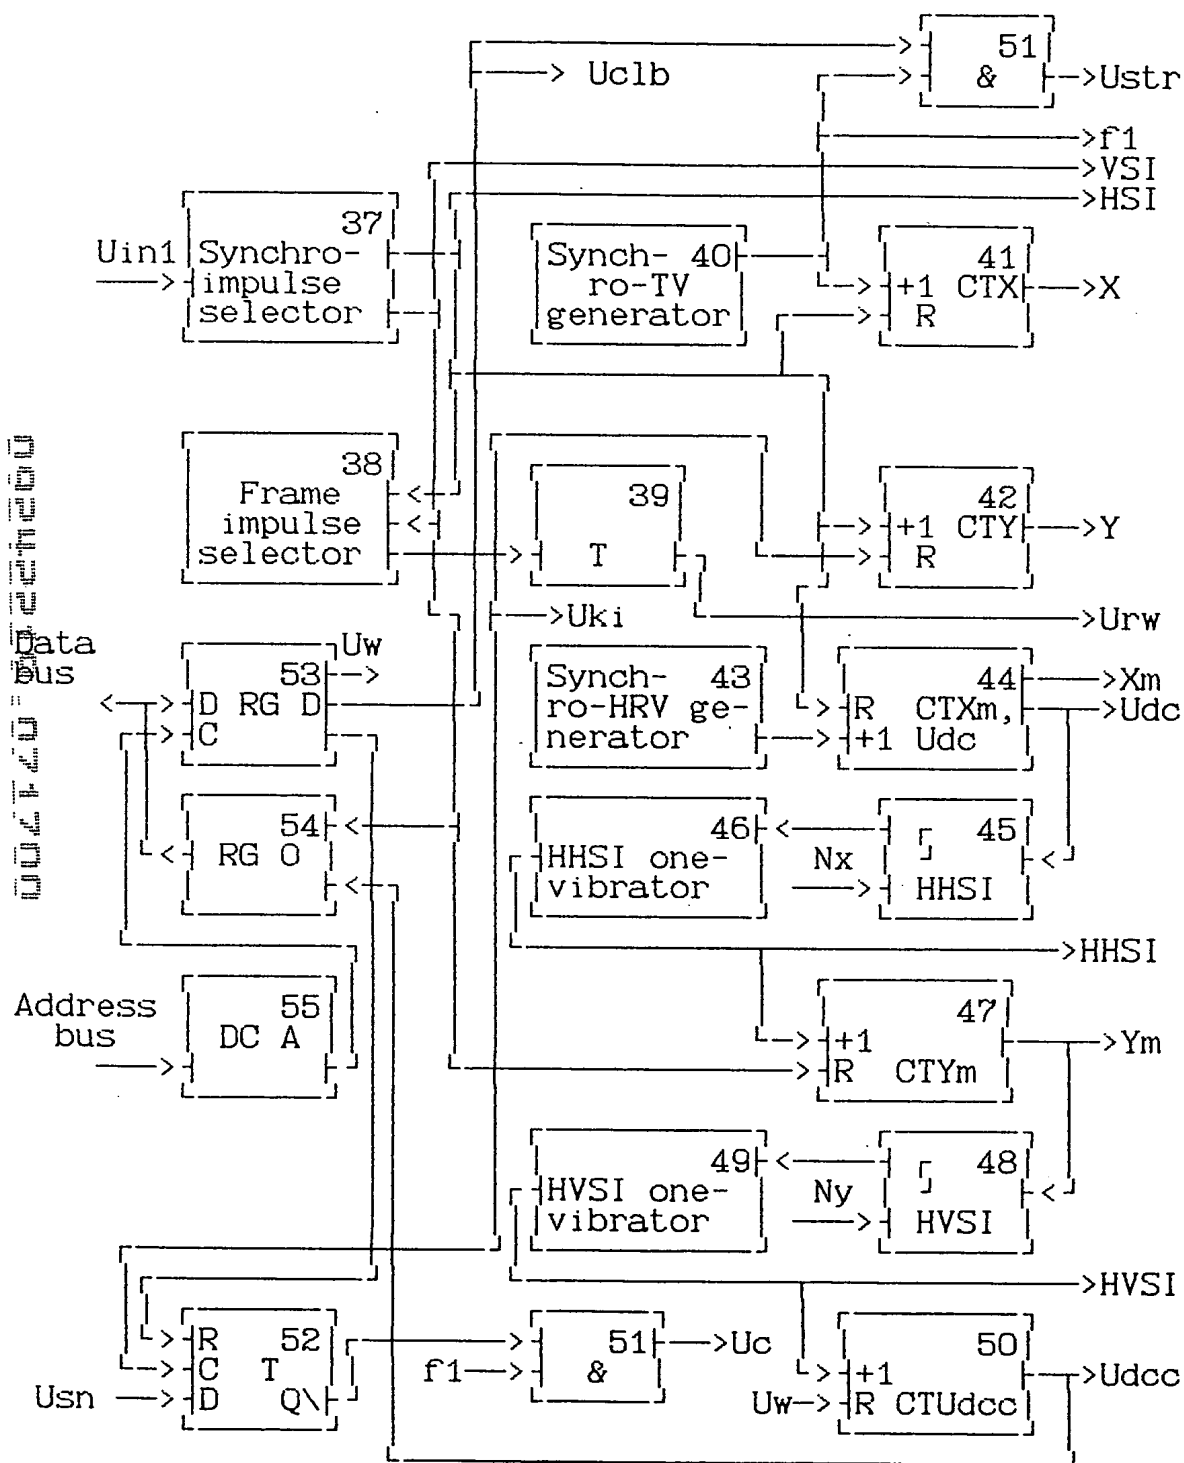 51
Uclb
&
Ustr
f1
VSI
HSI
37
Uin1
Synchro-
impulse
selector
Synch-
40
ro-TV
generator
41
+1 CTX
R
X
38
Frame
impulse
selector
39
T
42
+1 CTY
R
Y
Uki
Urw
Data
bus
Uw
53
D RG D
C
Synch-
43
ro-HRV ge-
nerator
44
R CTXm,
+1 Udc
Xm
Udc
54
RG O
46
HHSI one-
vibrator
Nx
45
HHSI
HHSI
Address
bus
55
DC A
47
+1
R CTYm
Ym
49
HVSI one-
vibrator
Ny
48
HVSI
HVSI
52
R
C T
D Q\
Usn
f1
51
&
Uc
50
+1
R CTUdcc
Uw
Udcc